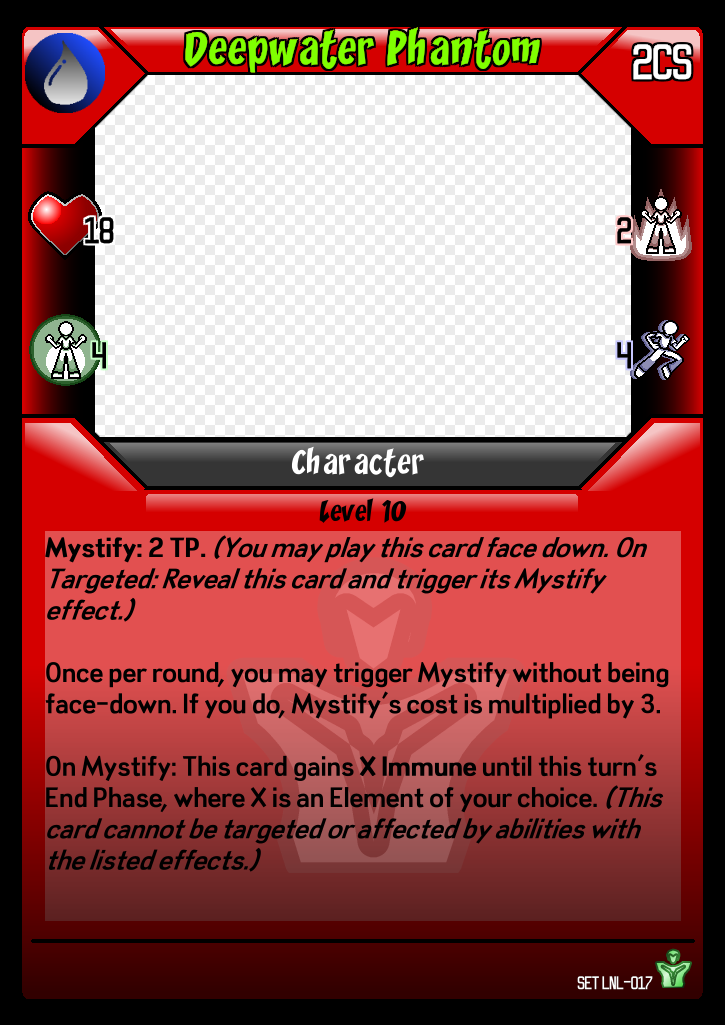 Deepwater Phantom
2CS
18
2
4
4
Character
Level 10
Mystify: 2 TP. (You may play this card face down. On
Targeted: Reveal this card and trigger its Mystify
effect.)
Once per round, you may trigger Mystify without being
face-down. If you do, Mystify's cost is multiplied by 3.
On Mystify: This card gains X Immune until this turn's
End Phase, where X is an Element of your choice. (This
card cannot be targeted or affected by abilities with
the listed effects.)
SET LNL-017